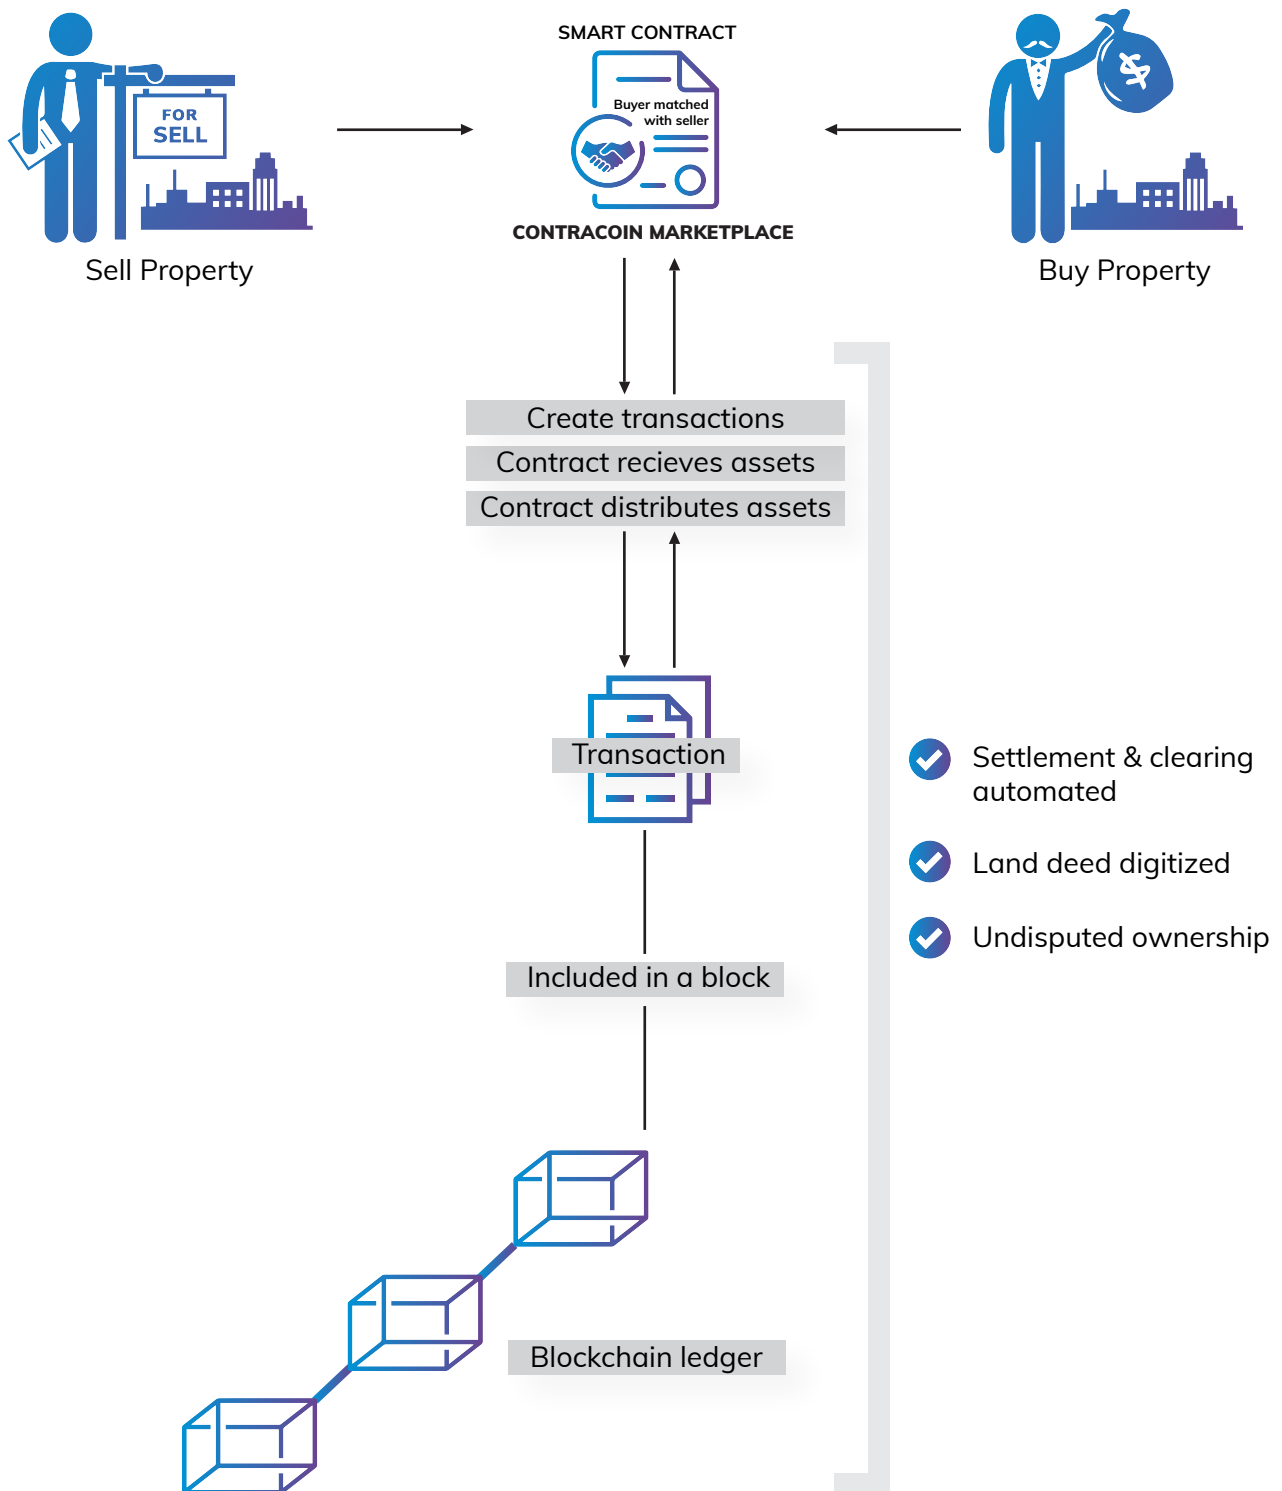 SMART CONTRACT
FOR
SELL
Buyer matched
with seller
$
CONTRACOIN MARKETPLACE
Sell Property
Buy Property
Create transactions
Contract recieves assets
Contract distributes assets
Transaction
Settlement & clearing
automated
Land deed digitized
Undisputed ownership
Included in a block
Blockchain ledger